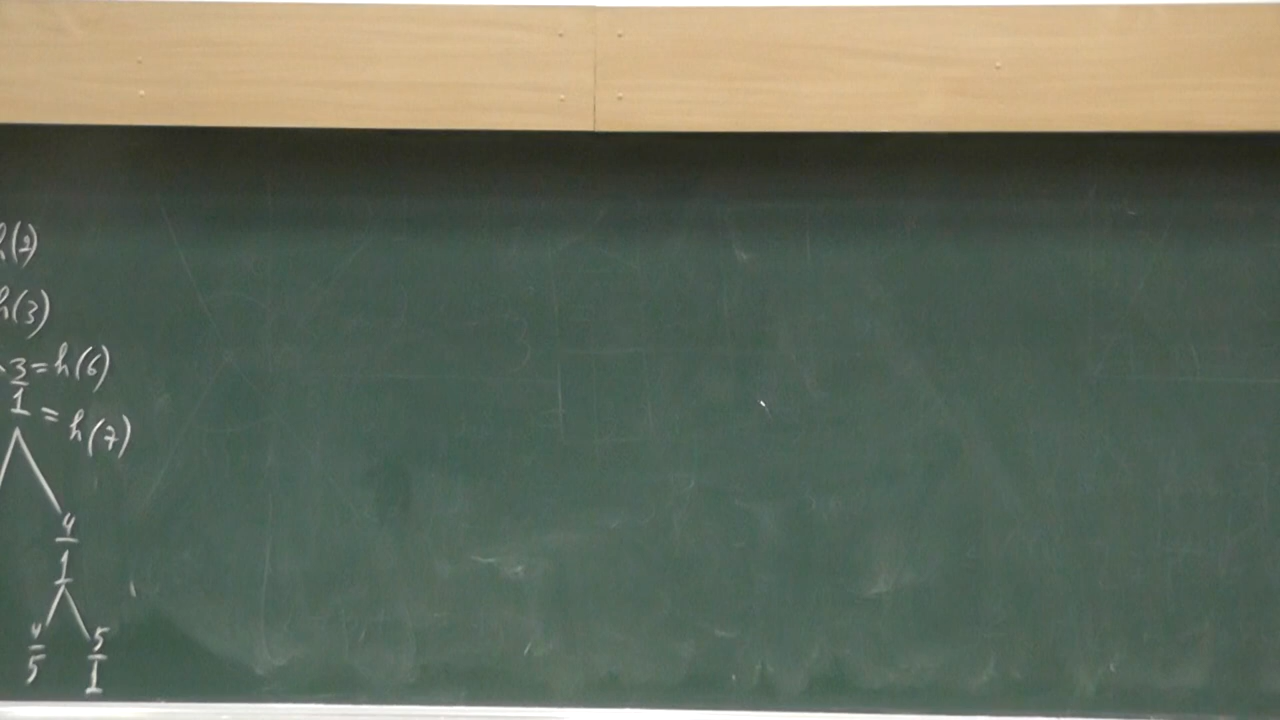 h(2)
h(3)
3 = h(6)
1 = h(7)
4
1
4 5
5 1